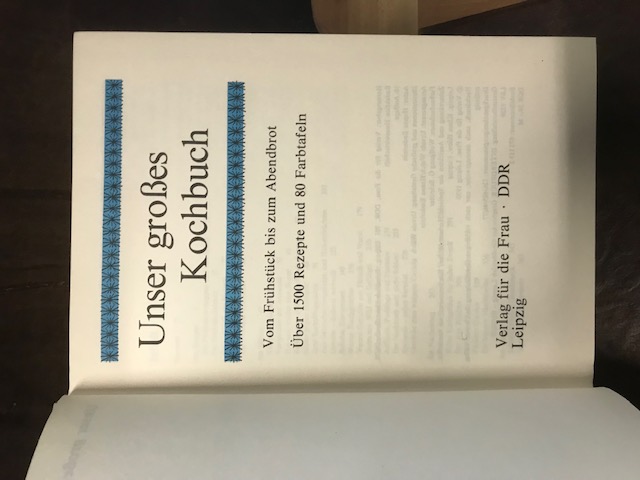 Unser großes
Kochbuch
Vom Frühstück bis zum Abendbrot
Über 1500 Rezepte und 80 Farbtafeln
Verlag für die Frau · DDR
Leipzig